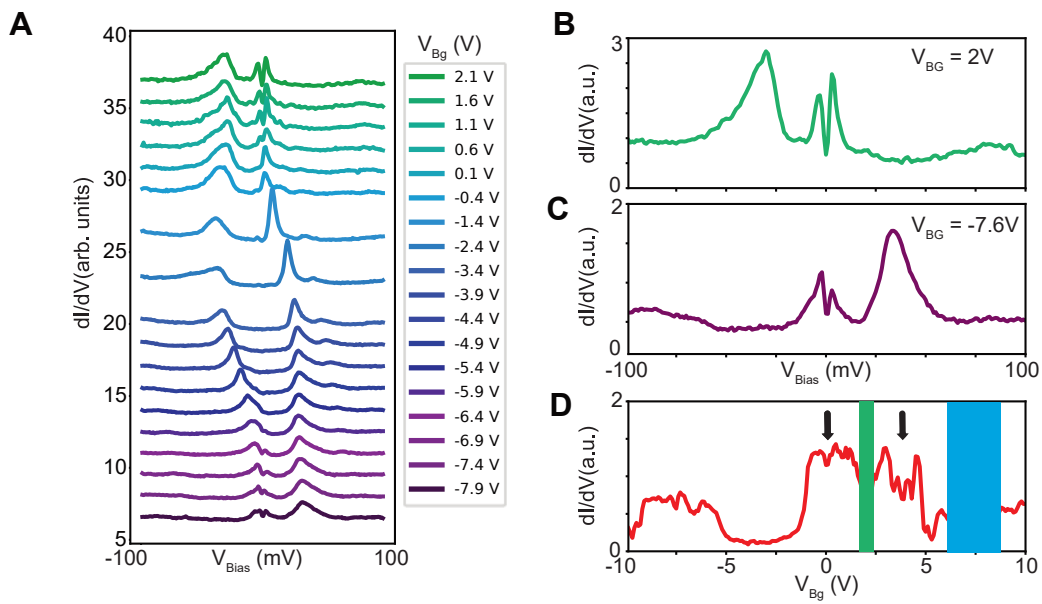 A
40
35
30
25
20
15
10
5
-100
100
dI/dV(arb. units)
V_Bias (mV)
V_Bg (V)
2.1 V
1.6 V
1.1 V
0.6 V
0.1 V
-0.4 V
-1.4 V
-2.4 V
-3.4 V
-3.9 V
-4.4 V
-4.9 V
-5.4 V
-5.9 V
-6.4 V
-6.9 V
-7.4 V
-7.9 V
B
3
0
dI/dV(a.u.)
V_BG = 2V
C
2
0
dI/dV(a.u.)
V_BG = -7.6V
-100
V_Bias (mV)
100
D
2
0
dI/dV(a.u.)
-10
-5
0
5
10
V_Bg (V)